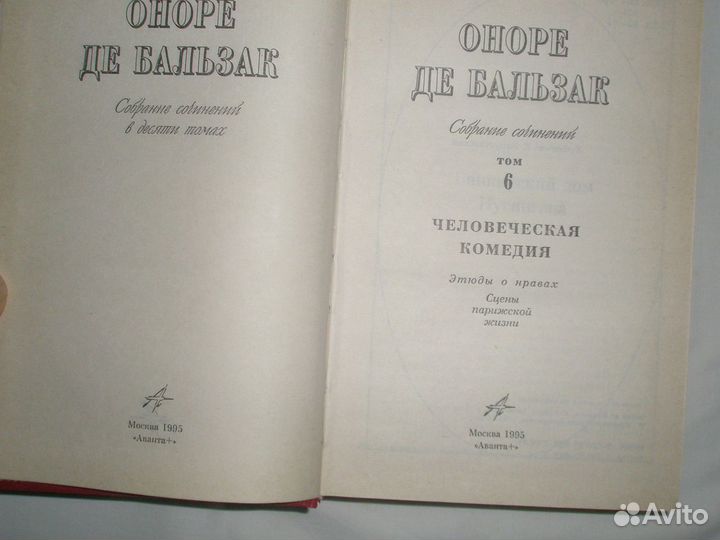 ОНОРЕ
ДЕ БАЛЬЗАК
Собрание сочинений
в десяти томах
Москва 1995
«Аванта+»
ОНОРЕ
ДЕ БАЛЬЗАК
Собрание сочинений
том
6
ЧЕЛОВЕЧЕСКАЯ
КОМЕДИЯ
Этюды о нравах
Сцены
парижской
жизни
Москва 1995
«Аванта+»
Avito